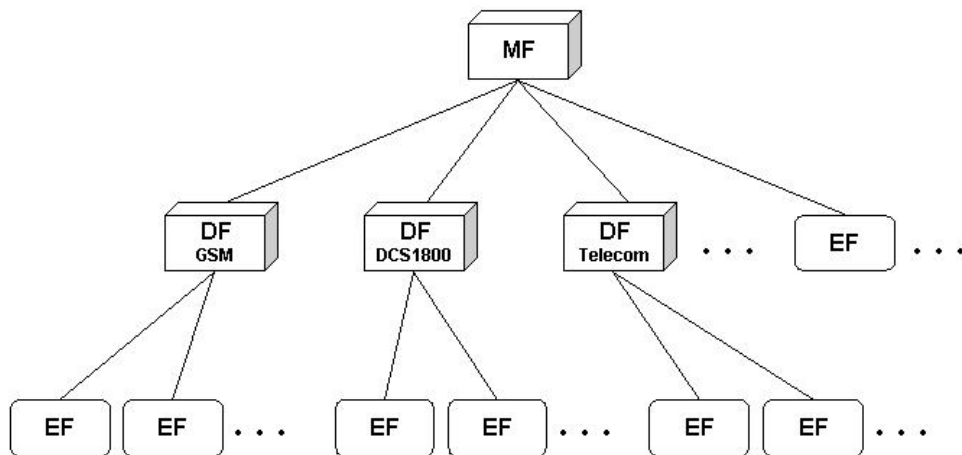 MF
DF
GSM
DF
DCS1800
DF
Telecom
. . .
EF
. . .
EF
EF
. . .
EF
EF
. . .
EF
EF
. . .